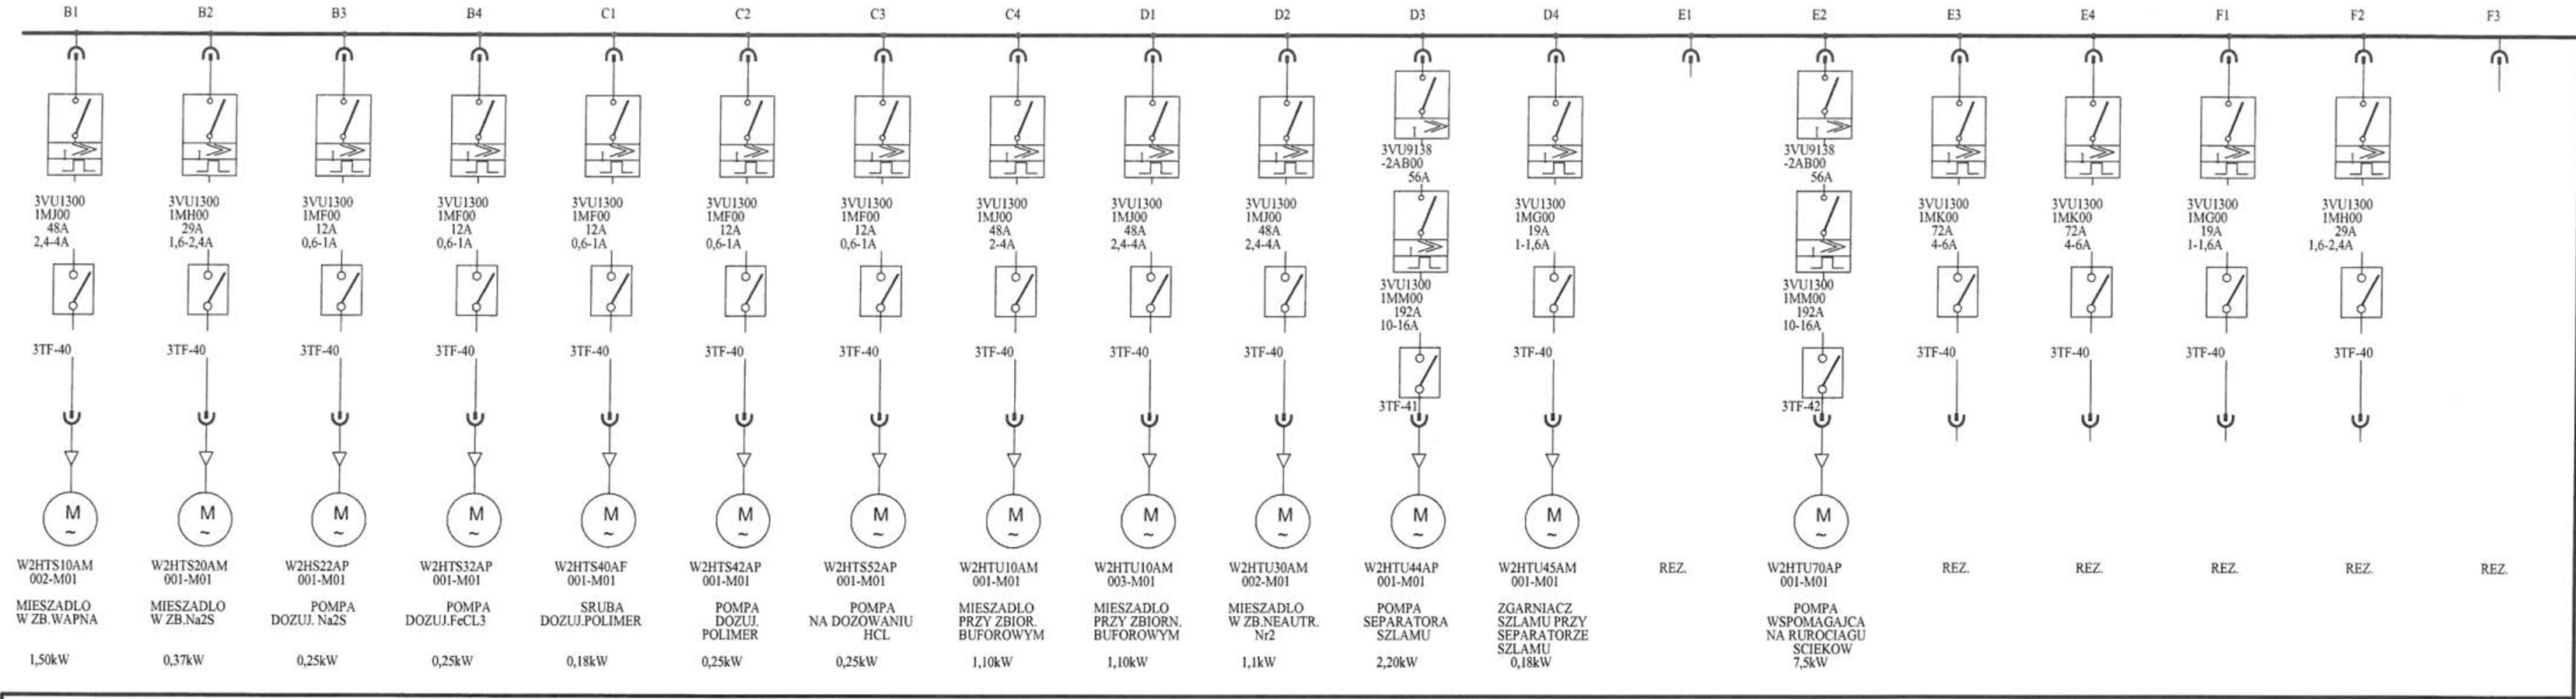 B1 B2 B3 B4 C1 C2 C3 C4 D1 D2 D3 D4 E1 E2 E3 E4 F1 F2 F3
3VU1300
1MJ00
48A
2,4-4A
3TF-40
M
~
W2HTS10AM
002-M01
MIESZADLO
W ZB.WAPNA
1,50kW
3VU1300
1MH00
29A
1,6-2,4A
3TF-40
M
~
W2HTS20AM
001-M01
MIESZADLO
W ZB.Na2S
0,37kW
3VU1300
1MF00
12A
0,6-1A
3TF-40
M
~
W2HS22AP
001-M01
POMPA
DOZUJ. Na2S
0,25kW
3VU1300
1MF00
12A
0,6-1A
3TF-40
M
~
W2HTS32AP
001-M01
POMPA
DOZUJ.FeCL3
0,25kW
3VU1300
1MF00
12A
0,6-1A
3TF-40
M
~
W2HTS40AF
001-M01
SRUBA
DOZUJ.POLIMER
0,18kW
3VU1300
1MF00
12A
0,6-1A
3TF-40
M
~
W2HTS42AP
001-M01
POMPA
DOZUJ.
POLIMER
0,25kW
3VU1300
1MF00
12A
0,6-1A
3TF-40
M
~
W2HTS52AP
001-M01
POMPA
NA DOZOWANIU
HCL
0,25kW
3VU1300
1MJ00
48A
2-4A
3TF-40
M
~
W2HTU10AM
001-M01
MIESZADLO
PRZY ZBIOR.
BUFOROWYM
1,10kW
3VU1300
1MJ00
48A
2,4-4A
3TF-40
M
~
W2HTU10AM
003-M01
MIESZADLO
PRZY ZBIORN.
BUFOROWYM
1,10kW
3VU1300
1MJ00
48A
2,4-4A
3TF-40
M
~
W2HTU30AM
002-M01
MIESZADLO
W ZB.NEAUTR.
Nr2
1,1kW
I
3VU9138
-2AB00
56A
3VU1300
1MM00
192A
10-16A
3TF-41
M
~
W2HTU44AP
001-M01
POMPA
SEPARATORA
SZLAMU
2,20kW
3VU1300
1MG00
19A
1-1,6A
3TF-40
M
~
W2HTU45AM
001-M01
ZGARNIACZ
SZLAMU PRZY
SEPARATORZE
SZLAMU
0,18kW
REZ.
I
3VU9138
-2AB00
56A
3VU1300
1MM00
192A
10-16A
3TF-42
M
~
W2HTU70AP
001-M01
POMPA
WSPOMAGAJCA
NA RUROCIAGU
SCIEKOW
7,5kW
3VU1300
1MK00
72A
4-6A
3TF-40
REZ.
3VU1300
1MK00
72A
4-6A
3TF-40
REZ.
3VU1300
1MG00
19A
1-1,6A
3TF-40
REZ.
3VU1300
1MH00
29A
1,6-2,4A
3TF-40
REZ.
REZ.